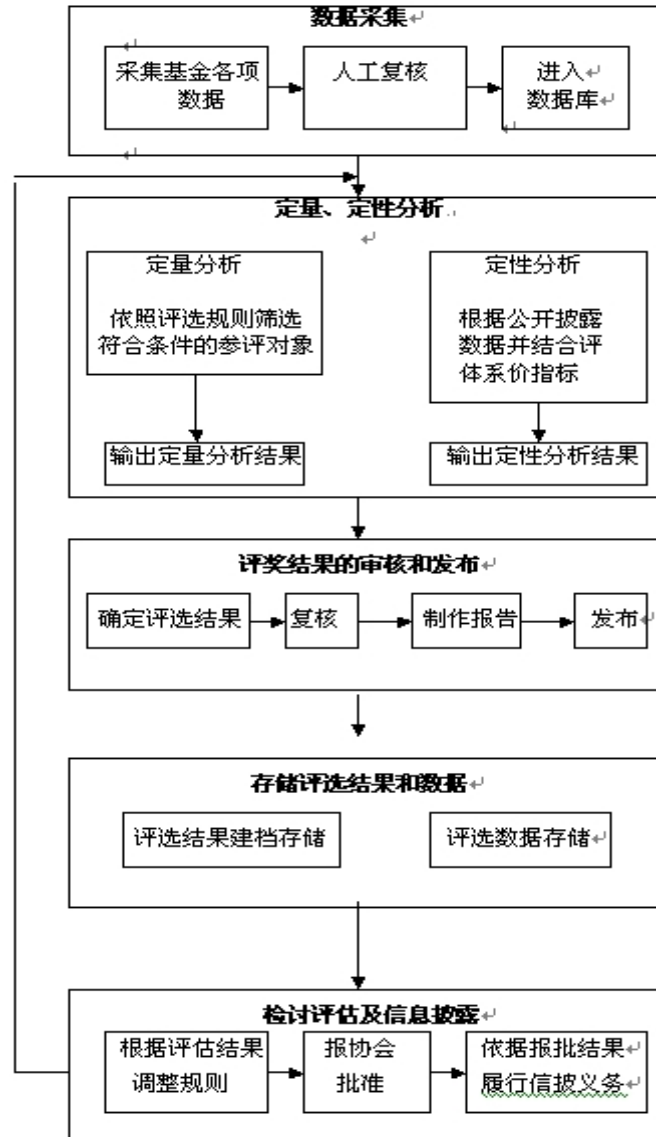 数据采集
采集基金各项
数据
人工复核
进入
数据库
定量、定性分析
定量分析
依照评选规则筛选
符合条件的参评对象
定性分析
根据公开披露
数据并结合评
体系价指标
输出定量分析结果
输出定性分析结果
评奖结果的审核和发布
确定评选结果
复核
制作报告
发布
存储评选结果和数据
评选结果建档存储
评选数据存储
检讨评估及信息披露
根据评估结果
调整规则
报协会
批准
依据报批结果
履行信披义务